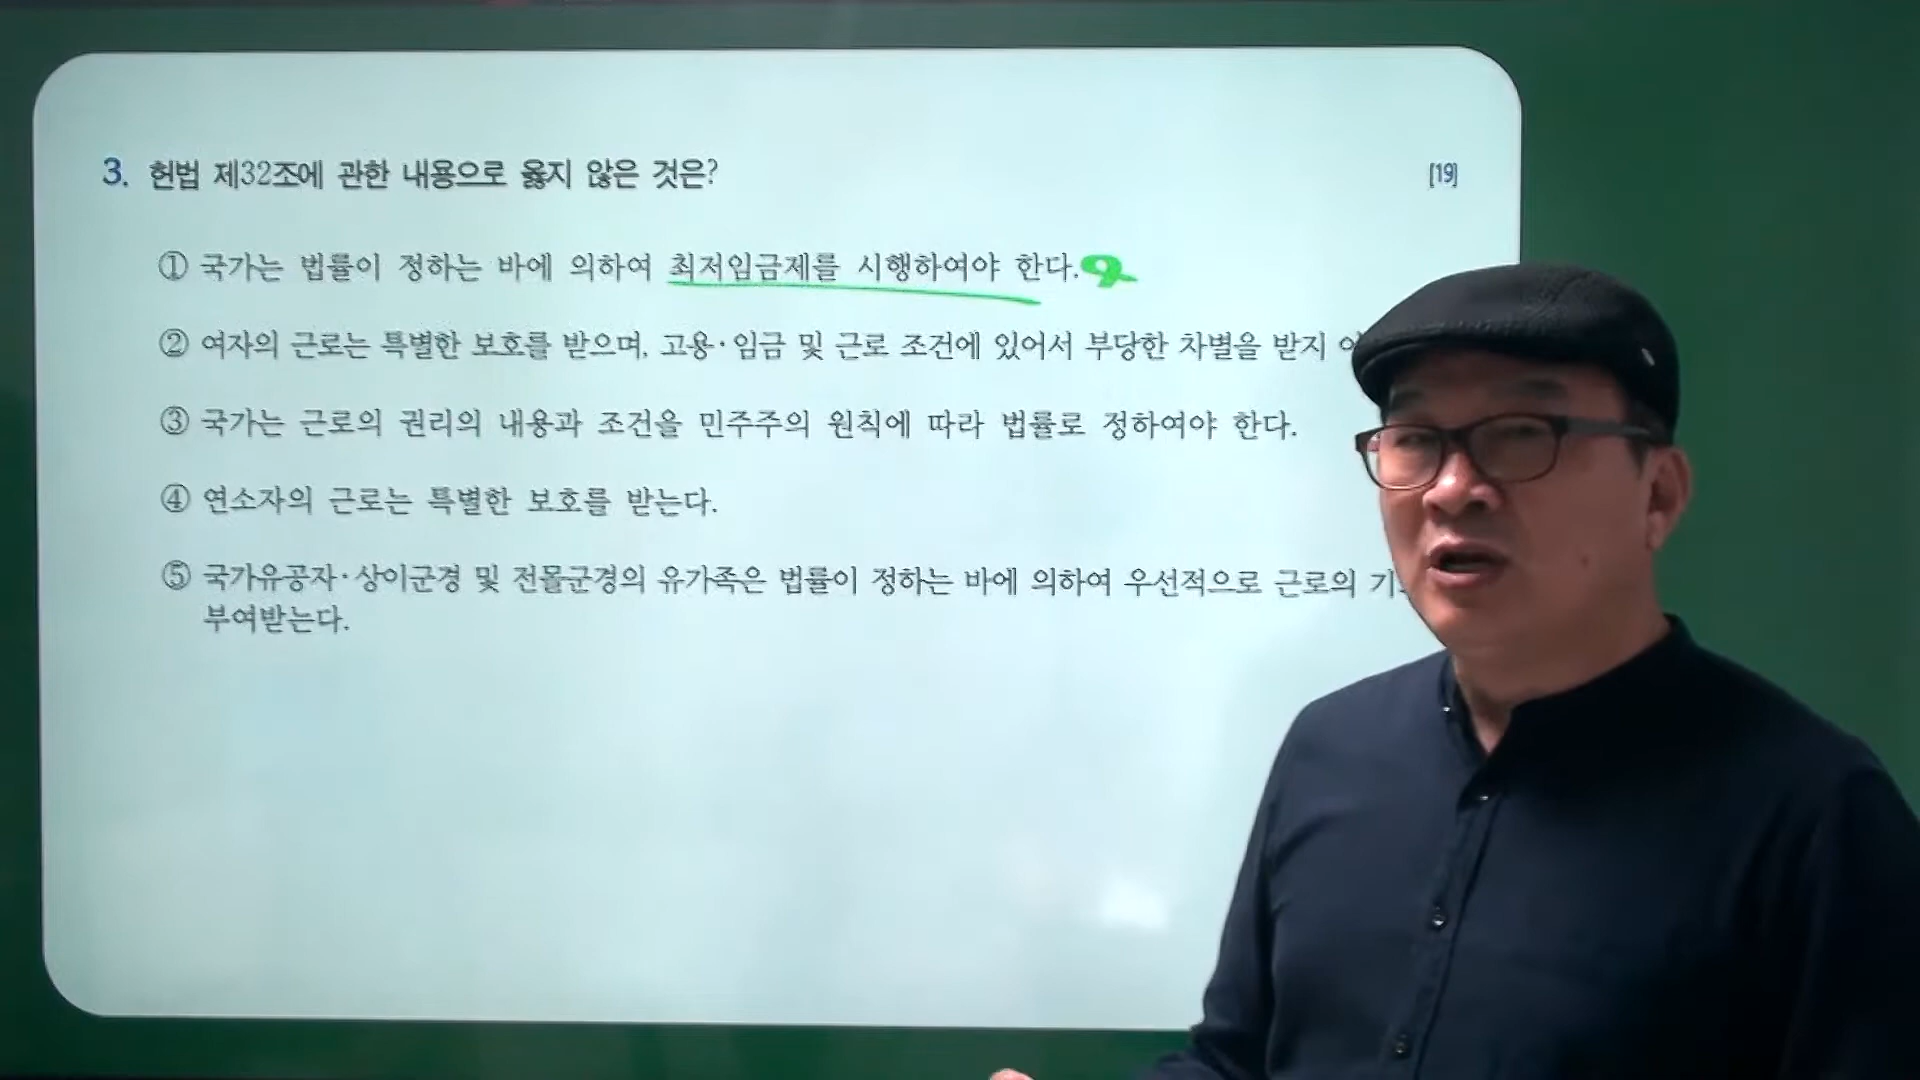 3. 헌법 제32조에 관한 내용으로 옳지 않은 것은? [19]
① 국가는 법률이 정하는 바에 의하여 최저임금제를 시행하여야 한다.
② 여자의 근로는 특별한 보호를 받으며, 고용·임금 및 근로 조건에 있어서 부당한 차별을 받지
③ 국가는 근로의 권리의 내용과 조건을 민주주의 원칙에 따라 법률로 정하여야 한다.
④ 연소자의 근로는 특별한 보호를 받는다.
⑤ 국가유공자·상이군경 및 전몰군경의 유가족은 법률이 정하는 바에 의하여 우선적으로 근로의
부여받는다.